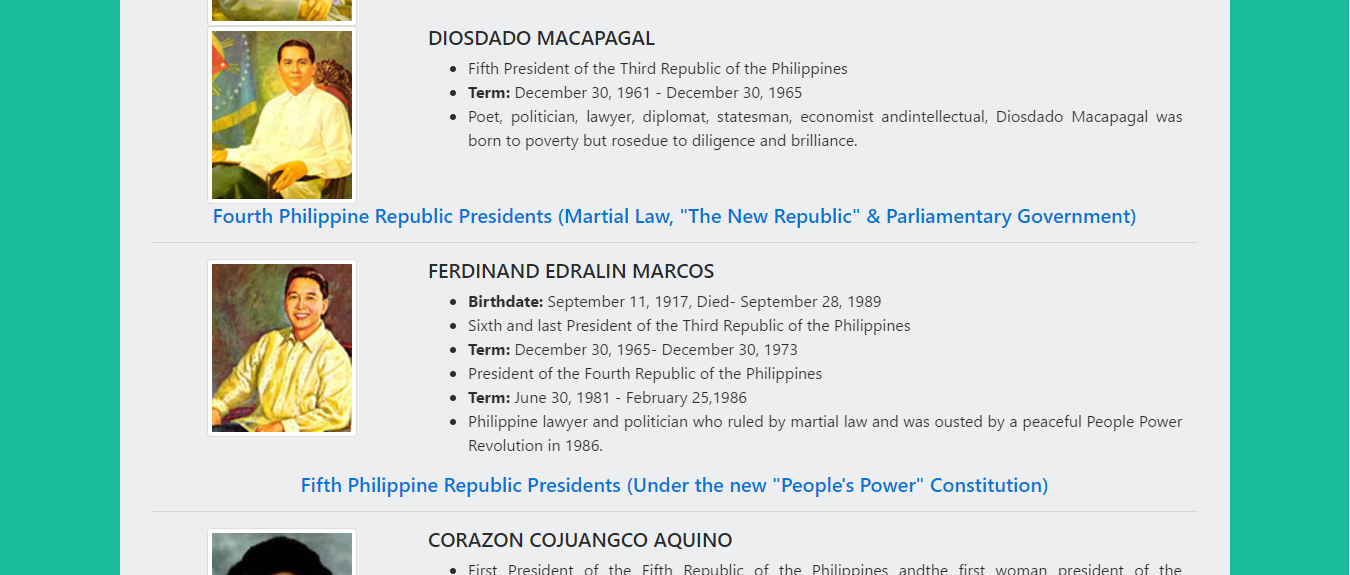 DIOSDADO MACAPAGAL
Fifth President of the Third Republic of the Philippines
Term: December 30, 1961 - December 30, 1965
Poet, politician, lawyer, diplomat, statesman, economist andintellectual, Diosdado Macapagal was
born to poverty but rosedue to diligence and brilliance.
Fourth Philippine Republic Presidents (Martial Law, "The New Republic" & Parliamentary Government)
FERDINAND EDRALIN MARCOS
Birthdate: September 11, 1917, Died- September 28, 1989
Sixth and last President of the Third Republic of the Philippines
Term: December 30, 1965- December 30, 1973
President of the Fourth Republic of the Philippines
Term: June 30, 1981 - February 25,1986
Philippine lawyer and politician who ruled by martial law and was ousted by a peaceful People Power
Revolution in 1986.
Fifth Philippine Republic Presidents (Under the new "People's Power" Constitution)
CORAZON COJUANGCO AQUINO
First President of the Fifth Republic of the Philippines andthe first woman president of the